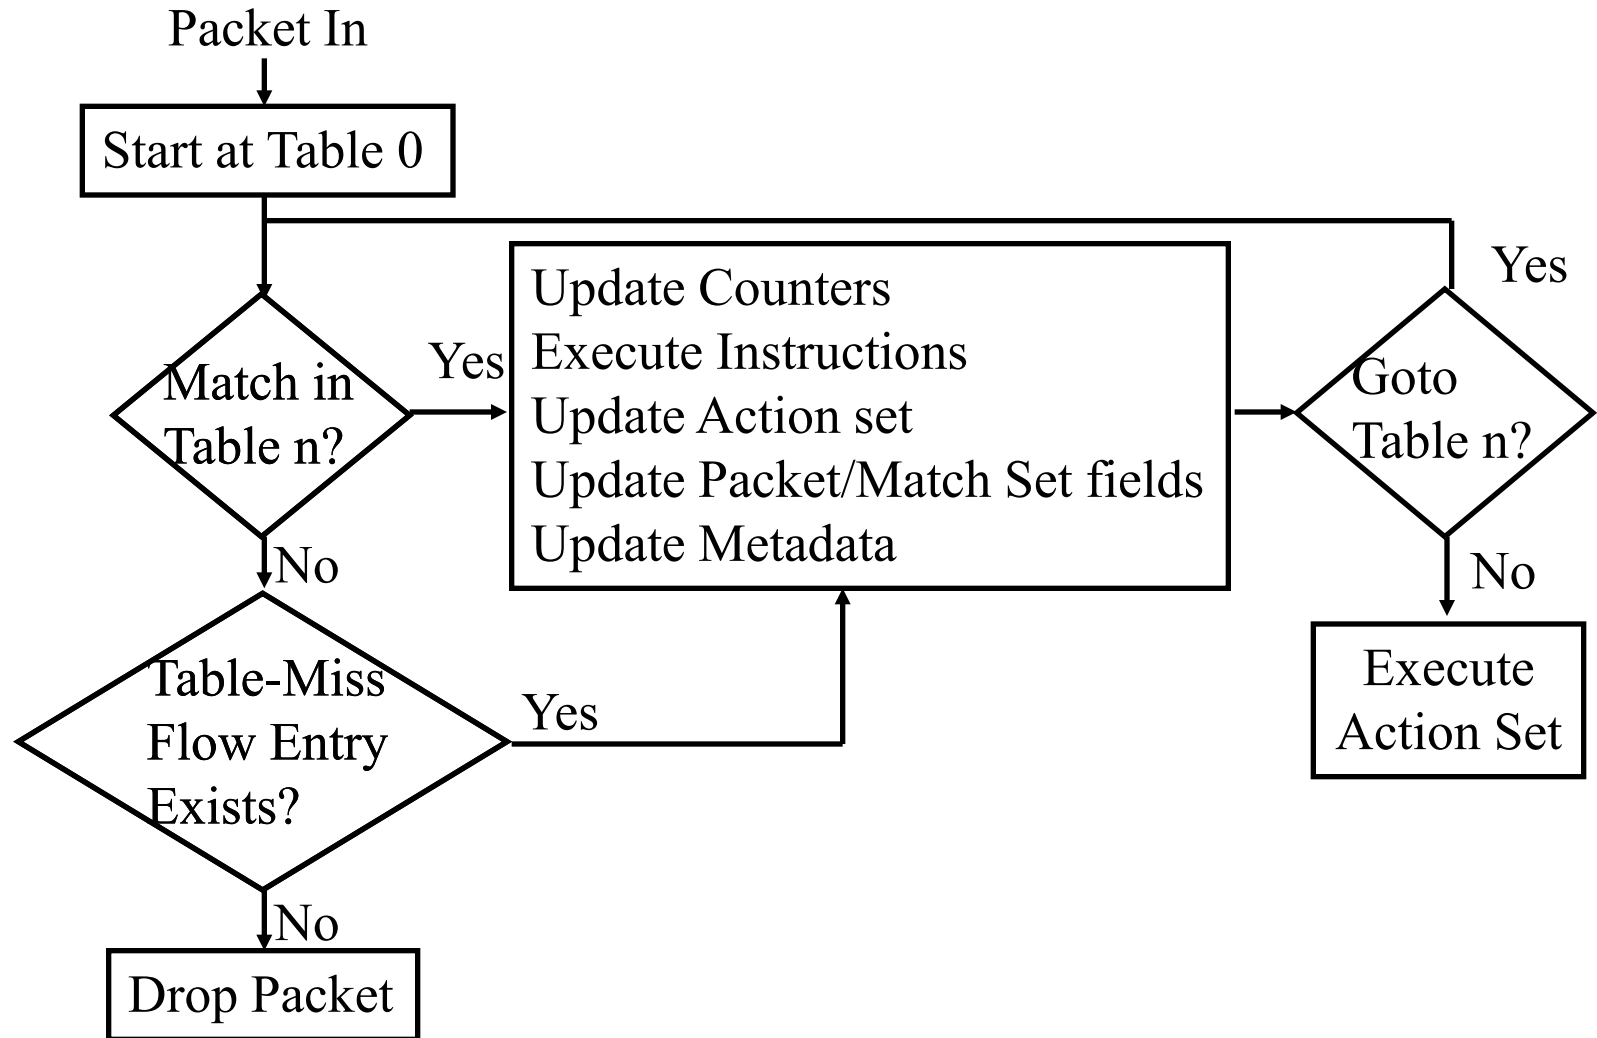 Packet In
Start at Table 0
Match in
Table n?
Yes
Update Counters
Execute Instructions
Update Action set
Update Packet/Match Set fields
Update Metadata
Goto
Table n?
Yes
No
Execute
Action Set
No
Table-Miss
Flow Entry
Exists?
Yes
No
Drop Packet